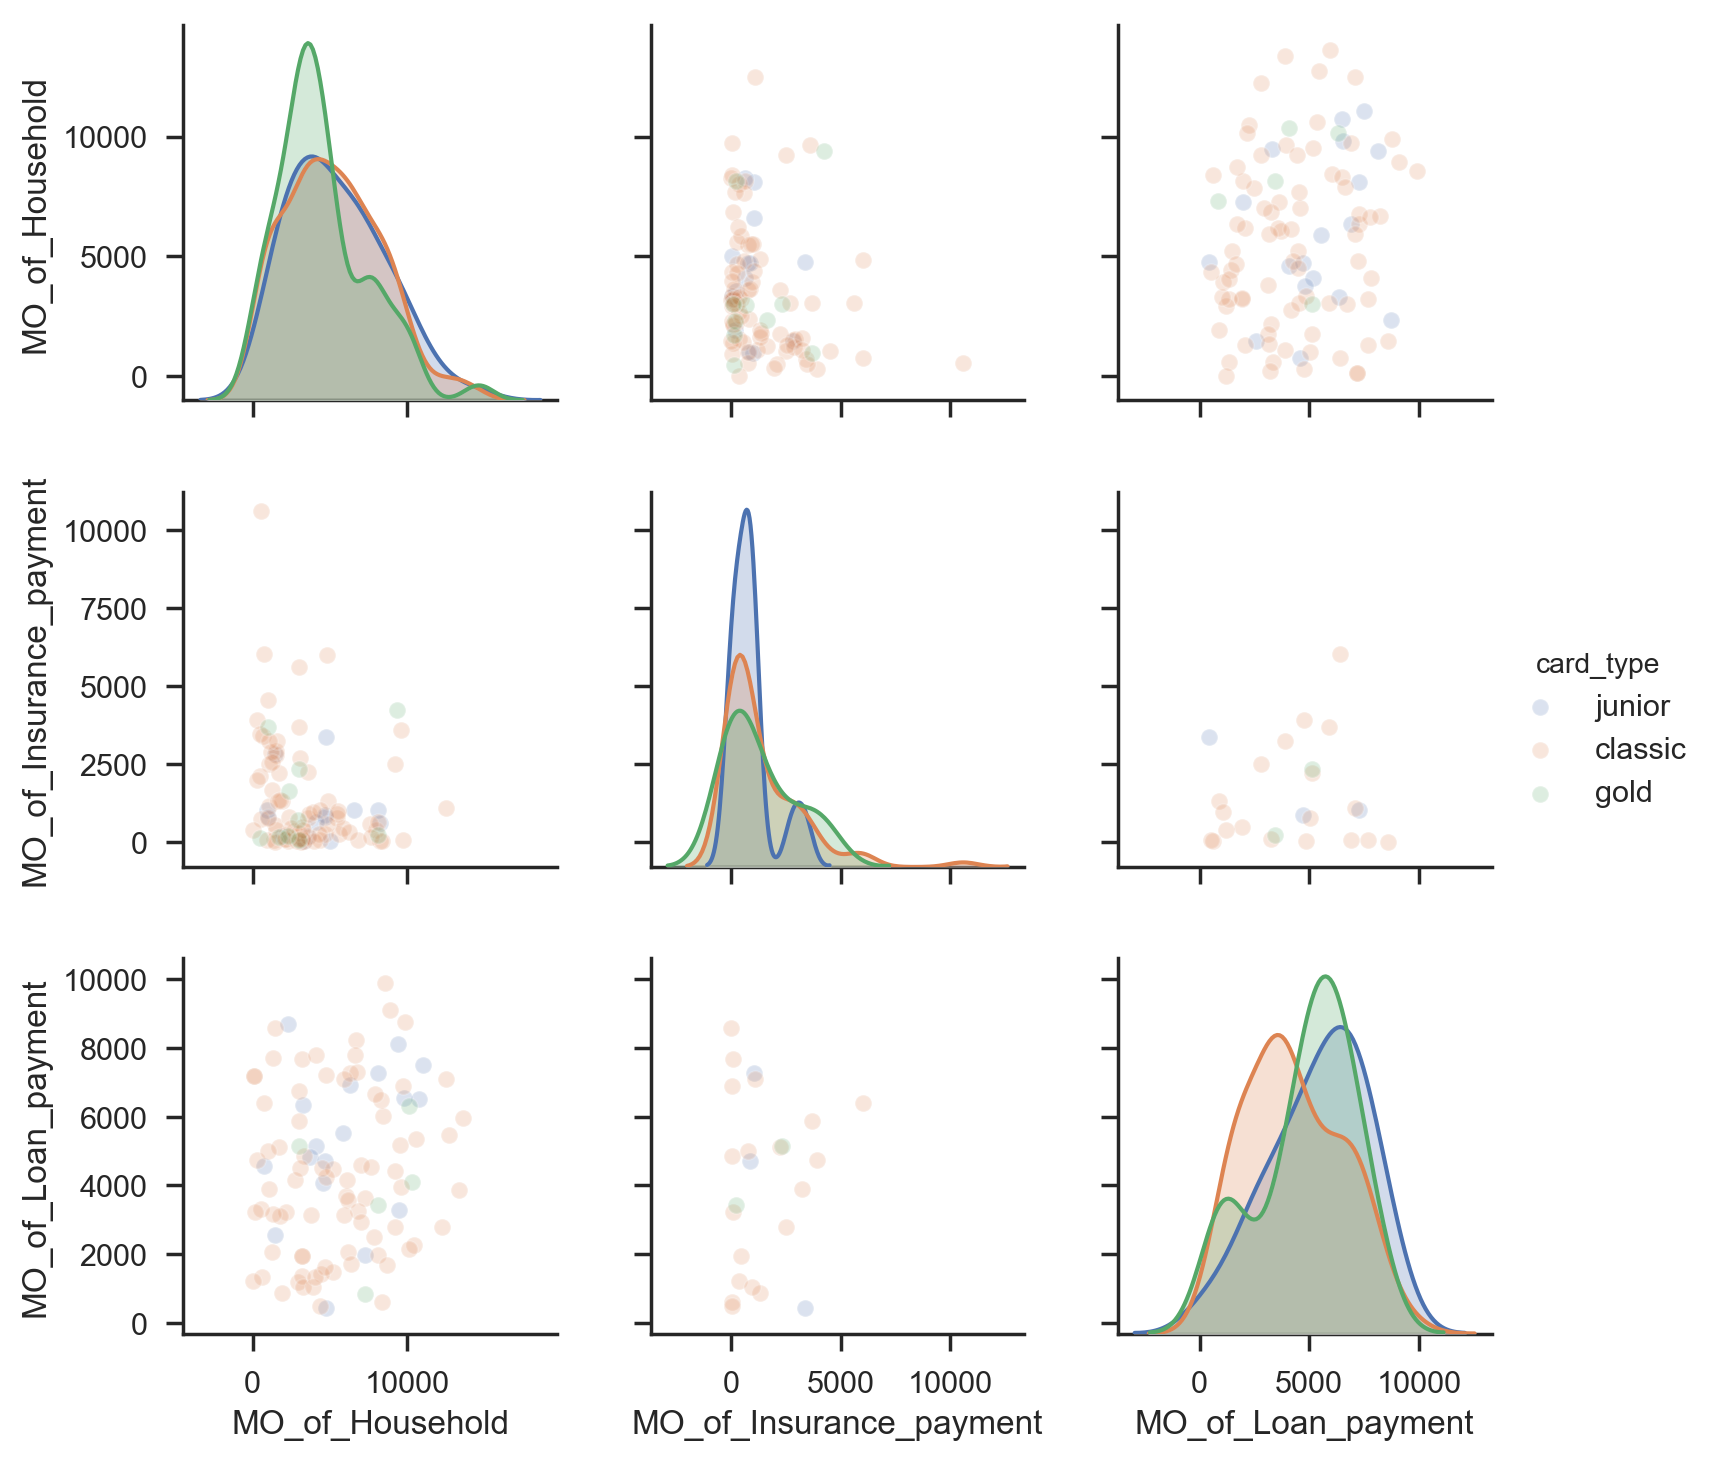 MO_of_Household
10000
5000
0
MO_of_Insurance_payment
10000
7500
5000
2500
0
card_type
junior
classic
gold
MO_of_Loan_payment
10000
8000
6000
4000
2000
0
0 10000
0 5000 10000
0 5000 10000
MO_of_Household
MO_of_Insurance_payment
MO_of_Loan_payment